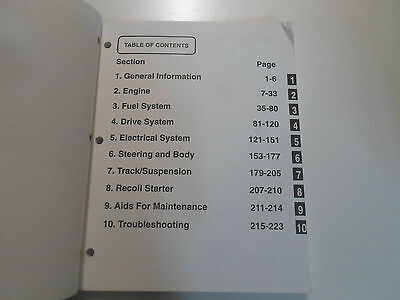 TABLE OF CONTENTS
Section Page
1. General Information 1-6 1
2. Engine 7-33 2
3. Fuel System 35-80 3
4. Drive System 81-120 4
5. Electrical System 121-151 5
6. Steering and Body 153-177 6
7. Track/Suspension 179-205 7
8. Recoil Starter 207-210 8
9. Aids For Maintenance 211-214 9
10. Troubleshooting 215-223 10